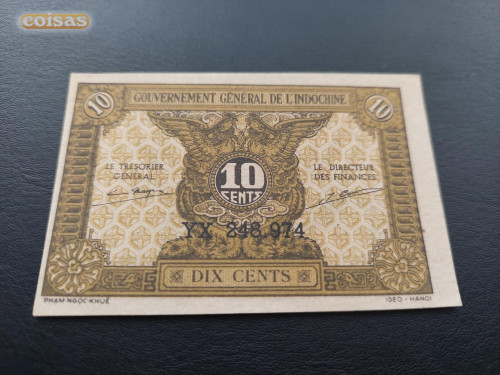 coisas
GOUVERNEMENT GÉNÉRAL DE L'INDOCHINE
10
10
LE TRÉSORIER
GÉNÉRAL
LE DIRECTEUR
DES FINANCES
10
CENTS
YX 248,974
DIX CENTS
PHAM-NGOC-KHUÊ
IDEO-HANOI